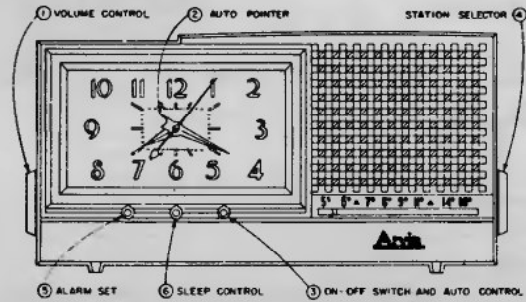 ① VOLUME CONTROL
② AUTO POINTER
STATION SELECTOR ④
10 11 12 1 2
9 3
8 7 6 5 4
Arvin
⑤ ALARM SET
⑥ SLEEP CONTROL
③ ON-OFF SWITCH AND AUTO CONTROL